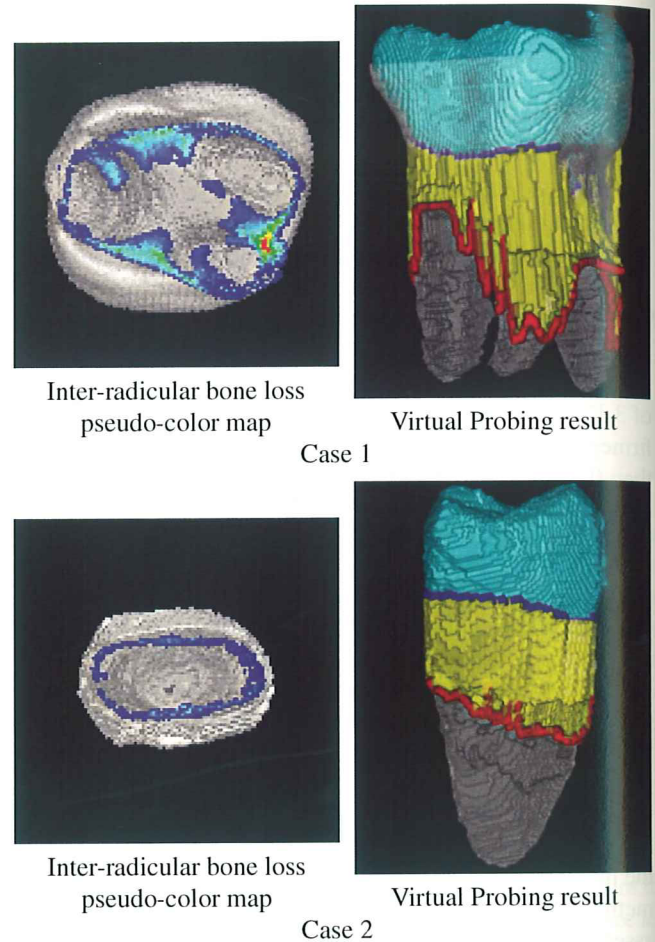 Inter-radicular bone loss
pseudo-color map
Virtual Probing result
Case 1
Inter-radicular bone loss
pseudo-color map
Virtual Probing result
Case 2